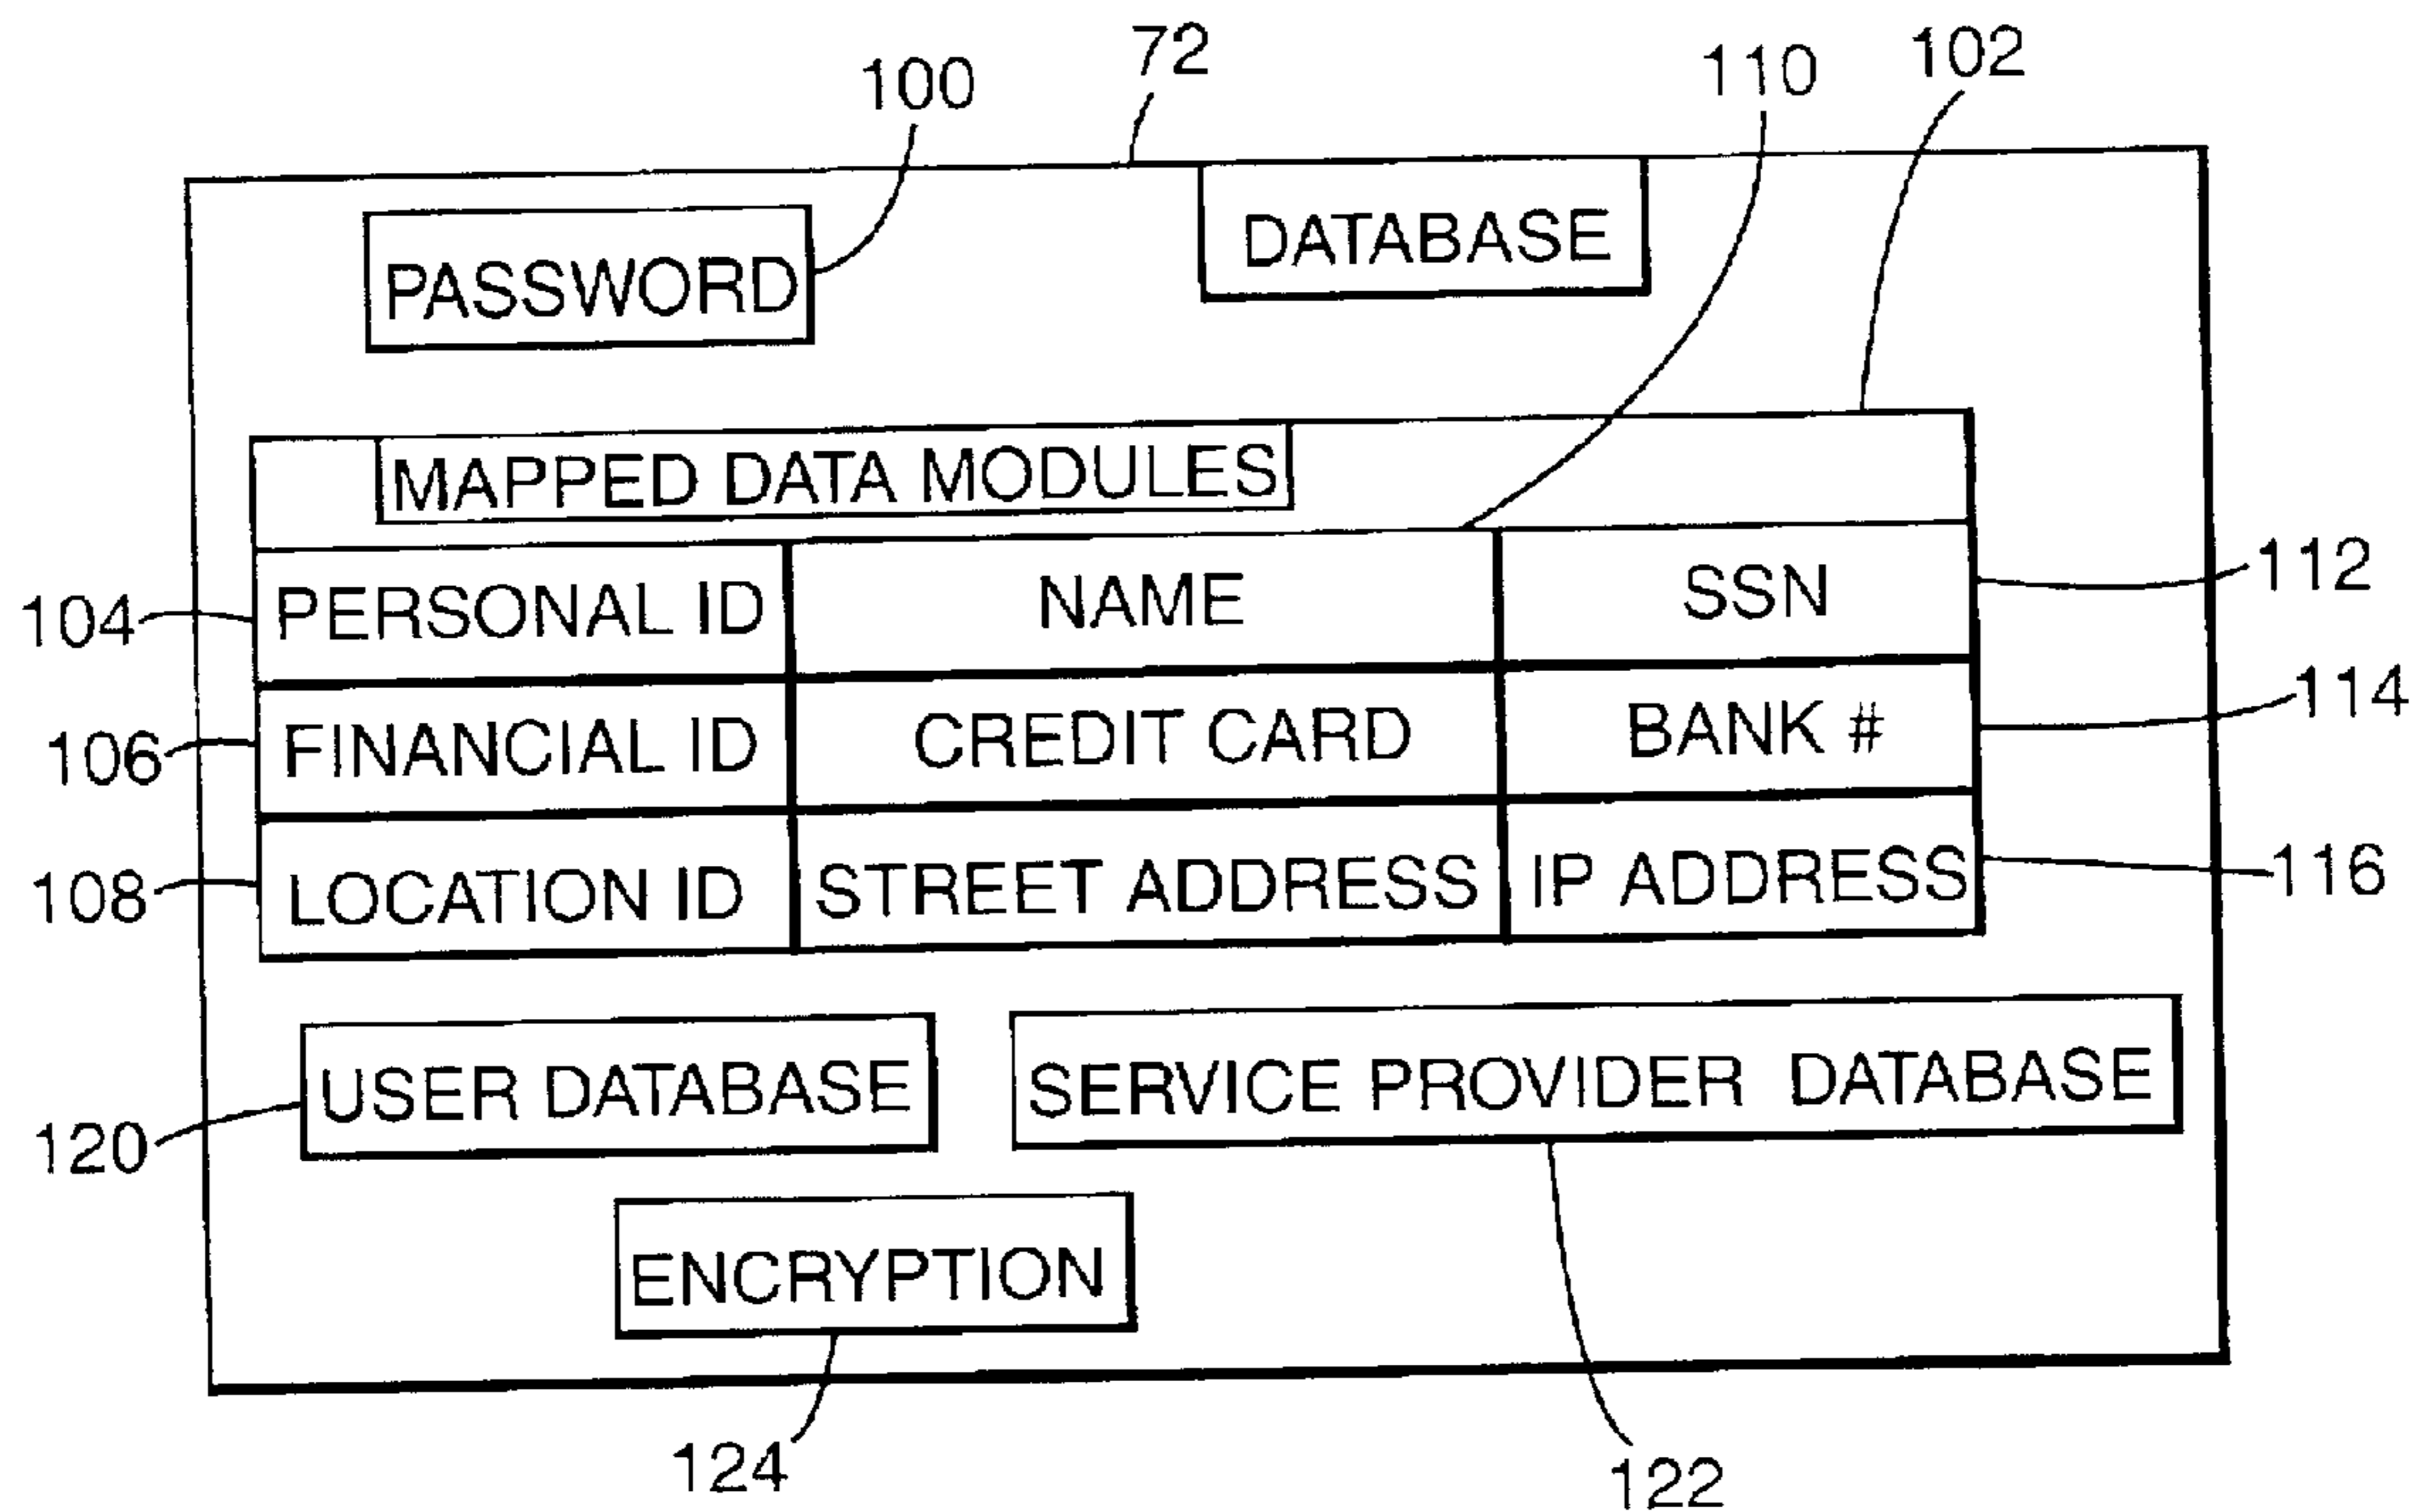 72
100
110
102
DATABASE
PASSWORD
MAPPED DATA MODULES
104 PERSONAL ID NAME SSN 112
106 FINANCIAL ID CREDIT CARD BANK # 114
108 LOCATION ID STREET ADDRESS IP ADDRESS 116
USER DATABASE SERVICE PROVIDER DATABASE
120
ENCRYPTION
124
122